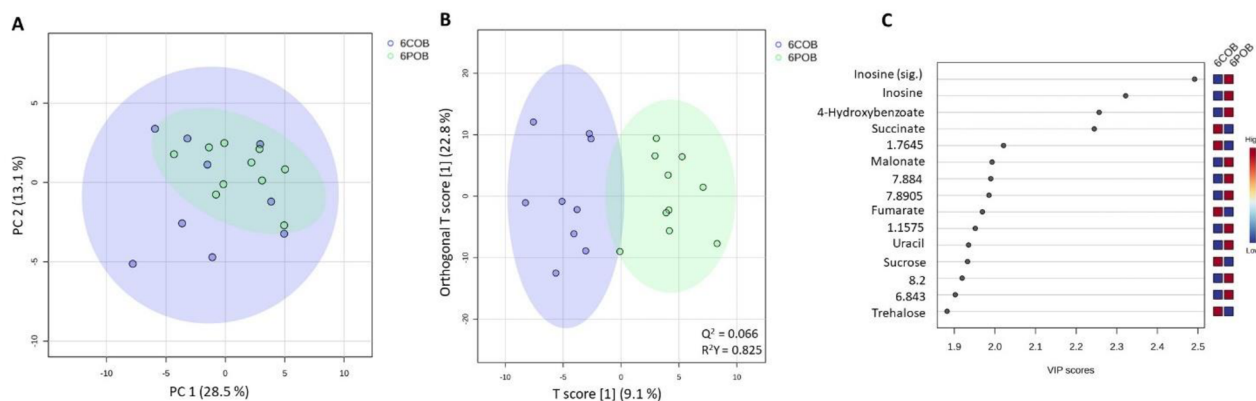 A
6COB
6POB
PC 2 (13.1 %)
5
0
-5
-10
-10
-5
0
5
10
PC 1 (28.5 %)
B
6COB
6POB
Orthogonal T score [1] (22.8 %)
20
10
0
-10
-20
Q² = 0.066
R²Y = 0.825
-10
-5
0
5
10
T score [1] (9.1 %)
C
6COB
6POB
Inosine (sig.)
Inosine
4-Hydroxybenzoate
Succinate
1.7645
Malonate
7.884
7.8905
Fumarate
1.1575
Uracil
Sucrose
8.2
6.843
Trehalose
1.9
2.0
2.1
2.2
2.3
2.4
2.5
VIP scores